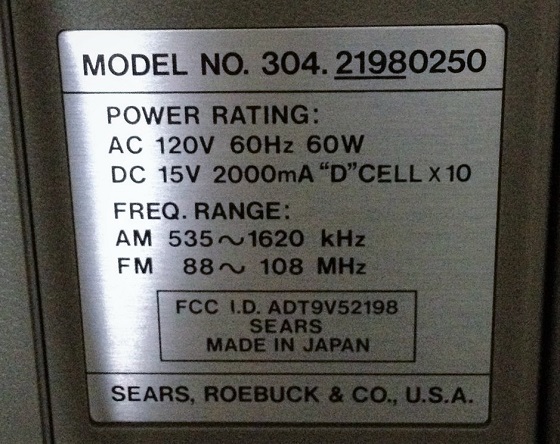 MODEL NO. 304.21980250
POWER RATING:
AC 120V 60Hz 60W
DC 15V 2000mA "D"CELL X 10
FREQ. RANGE:
AM 535~1620 kHz
FM 88~ 108 MHz
FCC I.D. ADT9V52198
SEARS
MADE IN JAPAN
SEARS, ROEBUCK & CO., U.S.A.